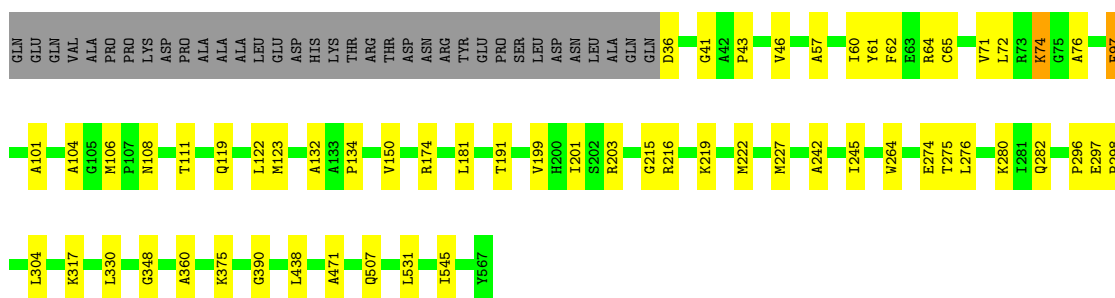 GLN GLU GLN VAL ALA PRO PRO LYS ASP PRO ALA ALA ALA LEU GLU ASP HIS LYS THR ARG THR ASP ASN ARG TYR GLU PRO SER LEU ASP ASN LEU ALA GLN GLN D36 G41 A42 P43 V46 A57 I60 Y61 F62 E63 R64 C65 V71 L72 R73 K74 G75 A76
A101 A104 G105 M106 P107 N108 T111 Q119 L122 M123 A132 A133 P134 V150 R174 L181 T191 V199 H200 I201 S202 R203 G215 R216 K219 M222 M227 A242 I245 W264 E274 T275 L276 K280 I281 Q282 P296 E297
L304 K317 L330 G348 A360 K375 G390 L438 A471 Q507 L531 I545 Y567